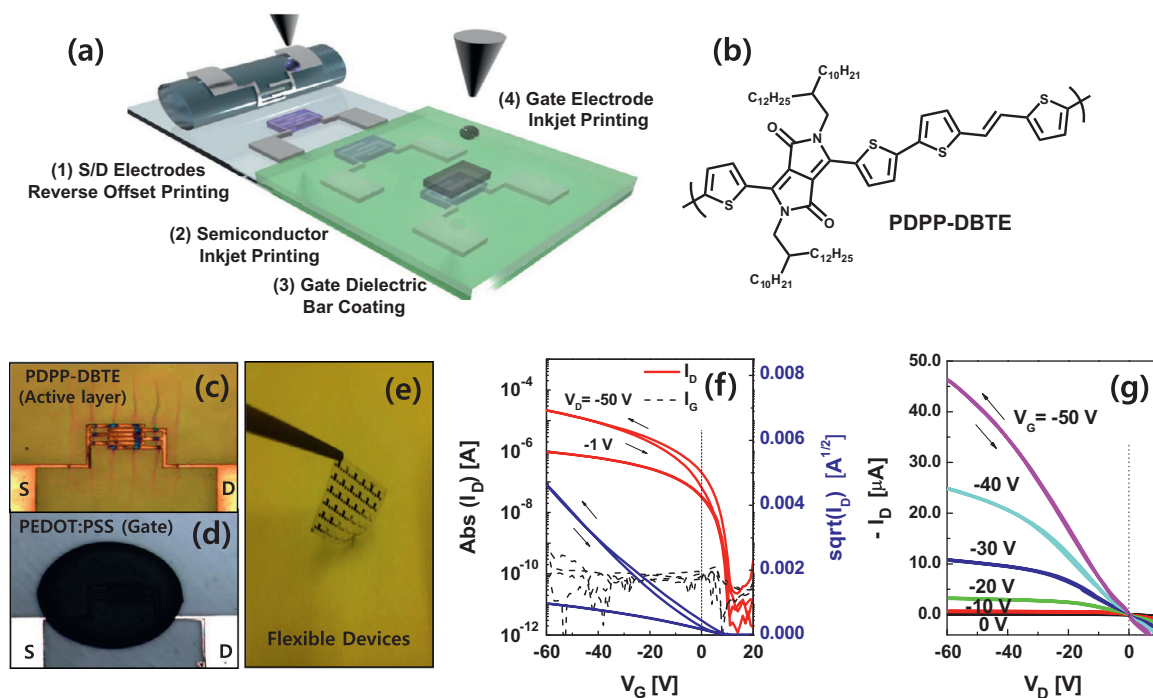 (a)
(4) Gate Electrode
Inkjet Printing
(1) S/D Electrodes
Reverse Offset Printing
(2) Semiconductor
Inkjet Printing
(3) Gate Dielectric
Bar Coating
(b)
C10H21
C12H25
O
N
S
S
S
S
N
O
C12H25
C10H21
PDPP-DBTE
PDPP-DBTE
(Active layer)
(c)
S
D
PEDOT:PSS (Gate)
(d)
S
D
(e)
Flexible Devices
(f)
ID
IG
VD= -50 V
-1 V
Abs (ID) [A]
10-4
10-6
10-8
10-10
10-12
-60
-40
-20
0
20
VG [V]
0.008
0.006
0.004
0.002
0.000
sqrt(ID) [A1/2]
(g)
VG= -50 V
-40 V
-30 V
-20 V
-10 V
0 V
- ID [µA]
50.0
40.0
30.0
20.0
10.0
0.0
-60
-40
-20
0
VD [V]